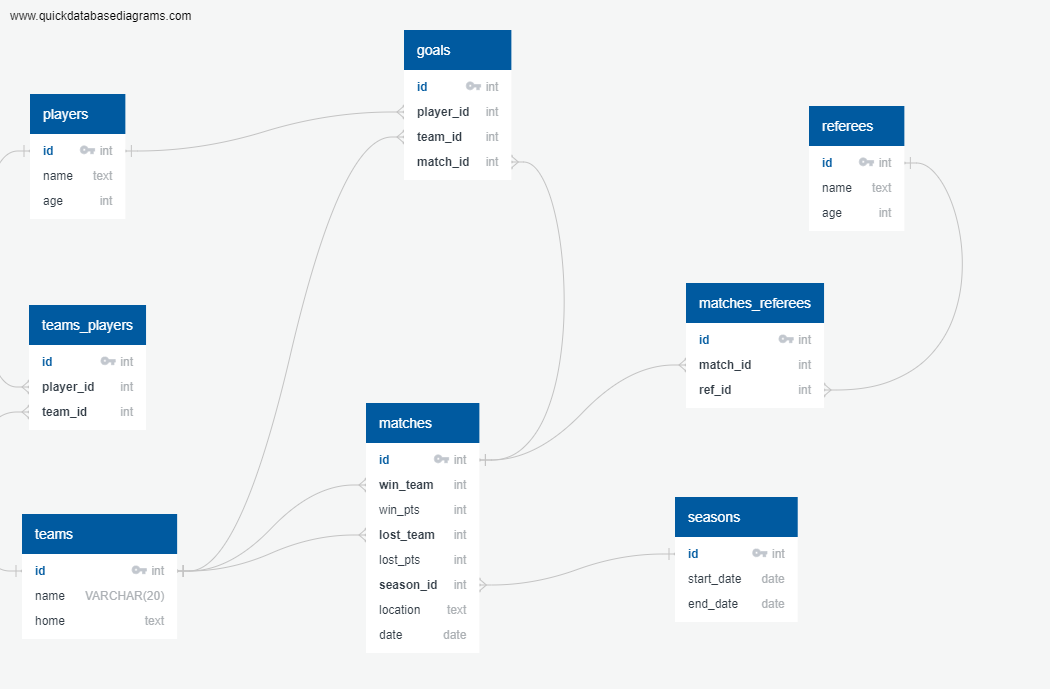 www.quickdatabasediagrams.com
goals
id int
player_id int
team_id int
match_id int
players
id int
name text
age int
referees
id int
name text
age int
matches_referees
id int
match_id int
ref_id int
teams_players
id int
player_id int
team_id int
matches
id int
win_team int
win_pts int
lost_team int
lost_pts int
season_id int
location text
date date
seasons
id int
start_date date
end_date date
teams
id int
name VARCHAR(20)
home text